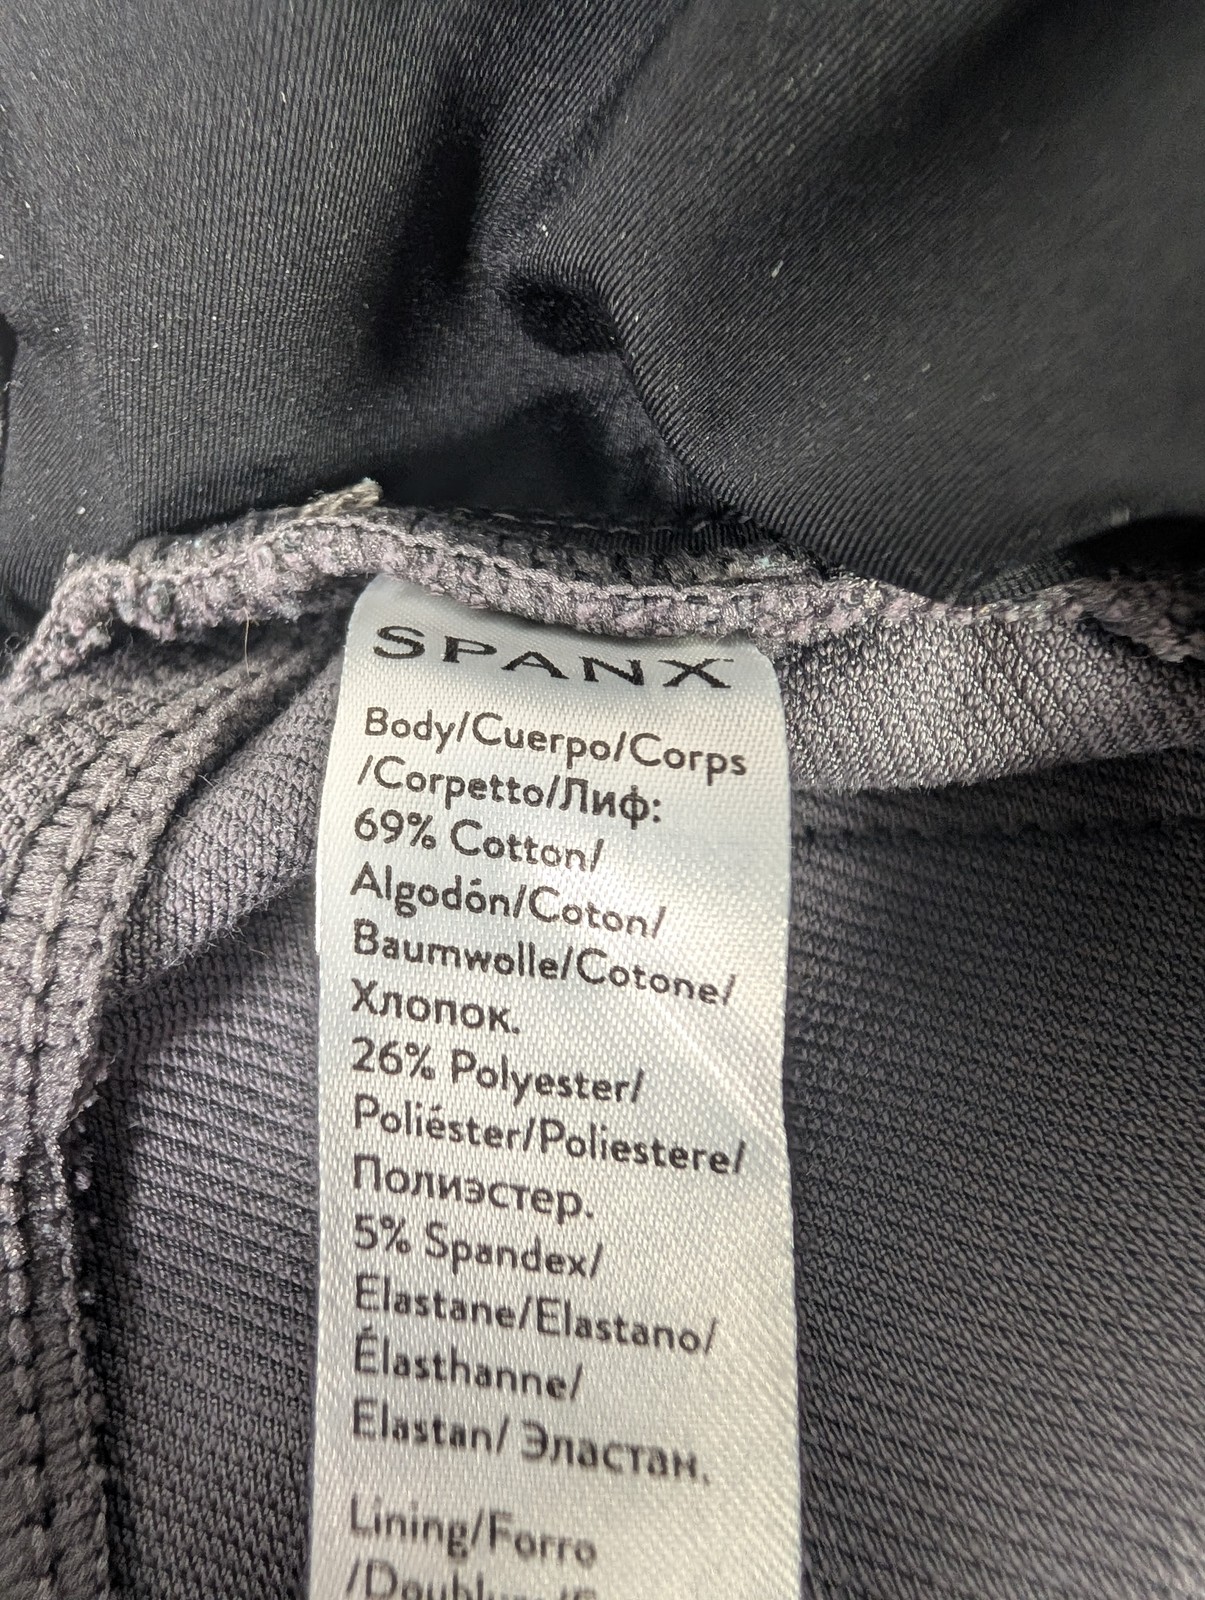 SPANX
Body/Cuerpo/Corps
/Corpetto/Лиф:
69% Cotton/
Algodón/Coton/
Baumwolle/Cotone/
Хлопок.
26% Polyester/
Poliéster/Poliestere/
Полиэстер.
5% Spandex/
Elastane/Elastano/
Élasthanne/
Elastan/ Эластан.
Lining/Forro